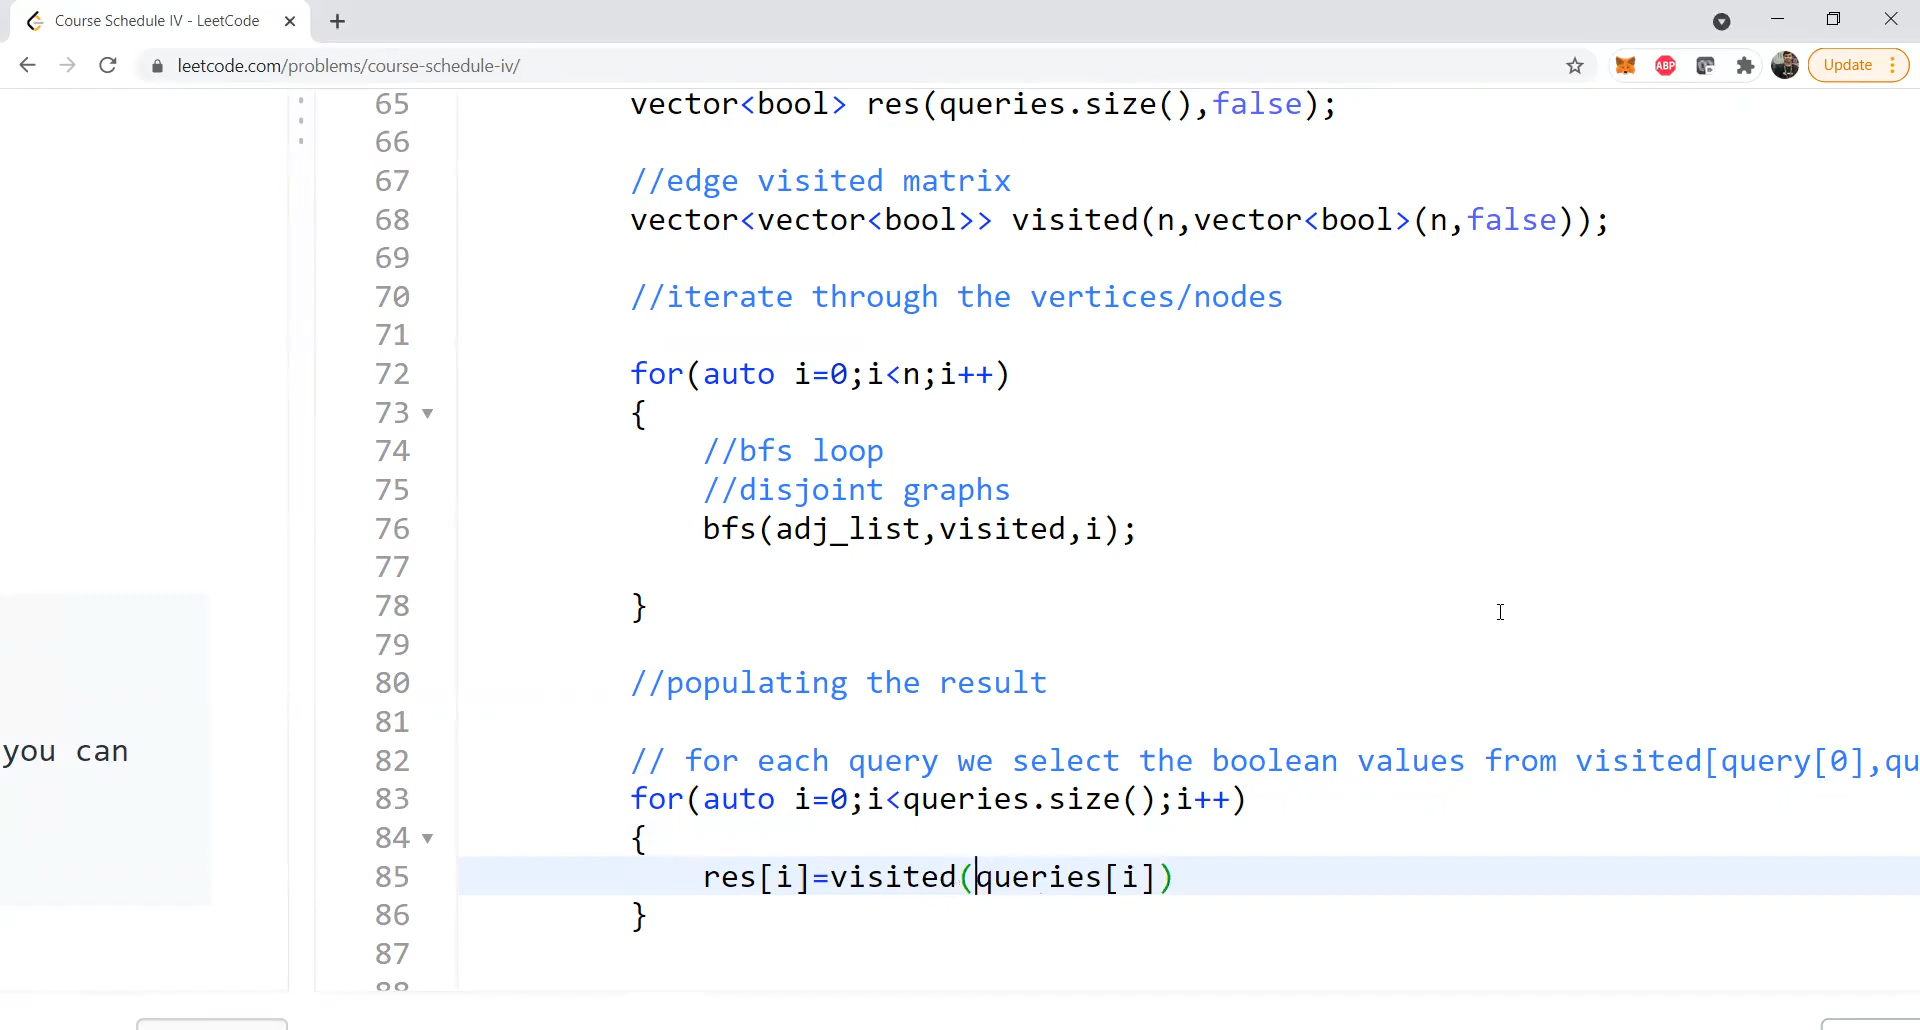 Course Schedule IV - LeetCode
leetcode.com/problems/course-schedule-iv/
ABP
Update
65 vector<bool> res(queries.size(),false);
66
67 //edge visited matrix
68 vector<vector<bool>> visited(n,vector<bool>(n,false));
69
70 //iterate through the vertices/nodes
71
72 for(auto i=0;i<n;i++)
73 {
74 //bfs loop
75 //disjoint graphs
76 bfs(adj_list,visited,i);
77
78 }
79
80 //populating the result
81
you can
82 // for each query we select the boolean values from visited[query[0],qu
83 for(auto i=0;i<queries.size();i++)
84 {
85 res[i]=visited(queries[i])
86 }
87
88